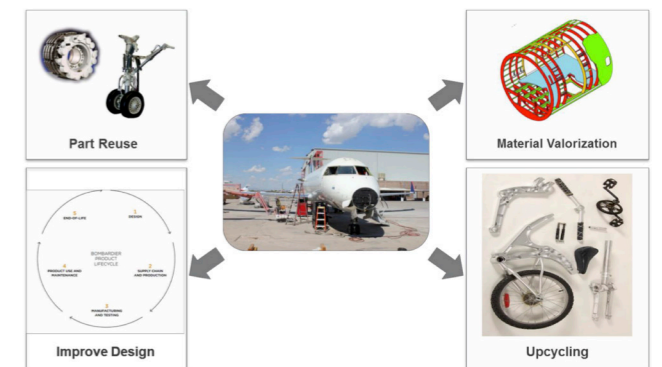 Part Reuse
Material Valorization
5
END-OF-LIFE
1
DESIGN
BOMBARDIER
PRODUCT
LIFECYCLE
4
PRODUCT USE AND
MAINTENANCE
2
SUPPLY CHAIN
AND PRODUCTION
3
MANUFACTURING
AND TESTING
Improve Design
Upcycling